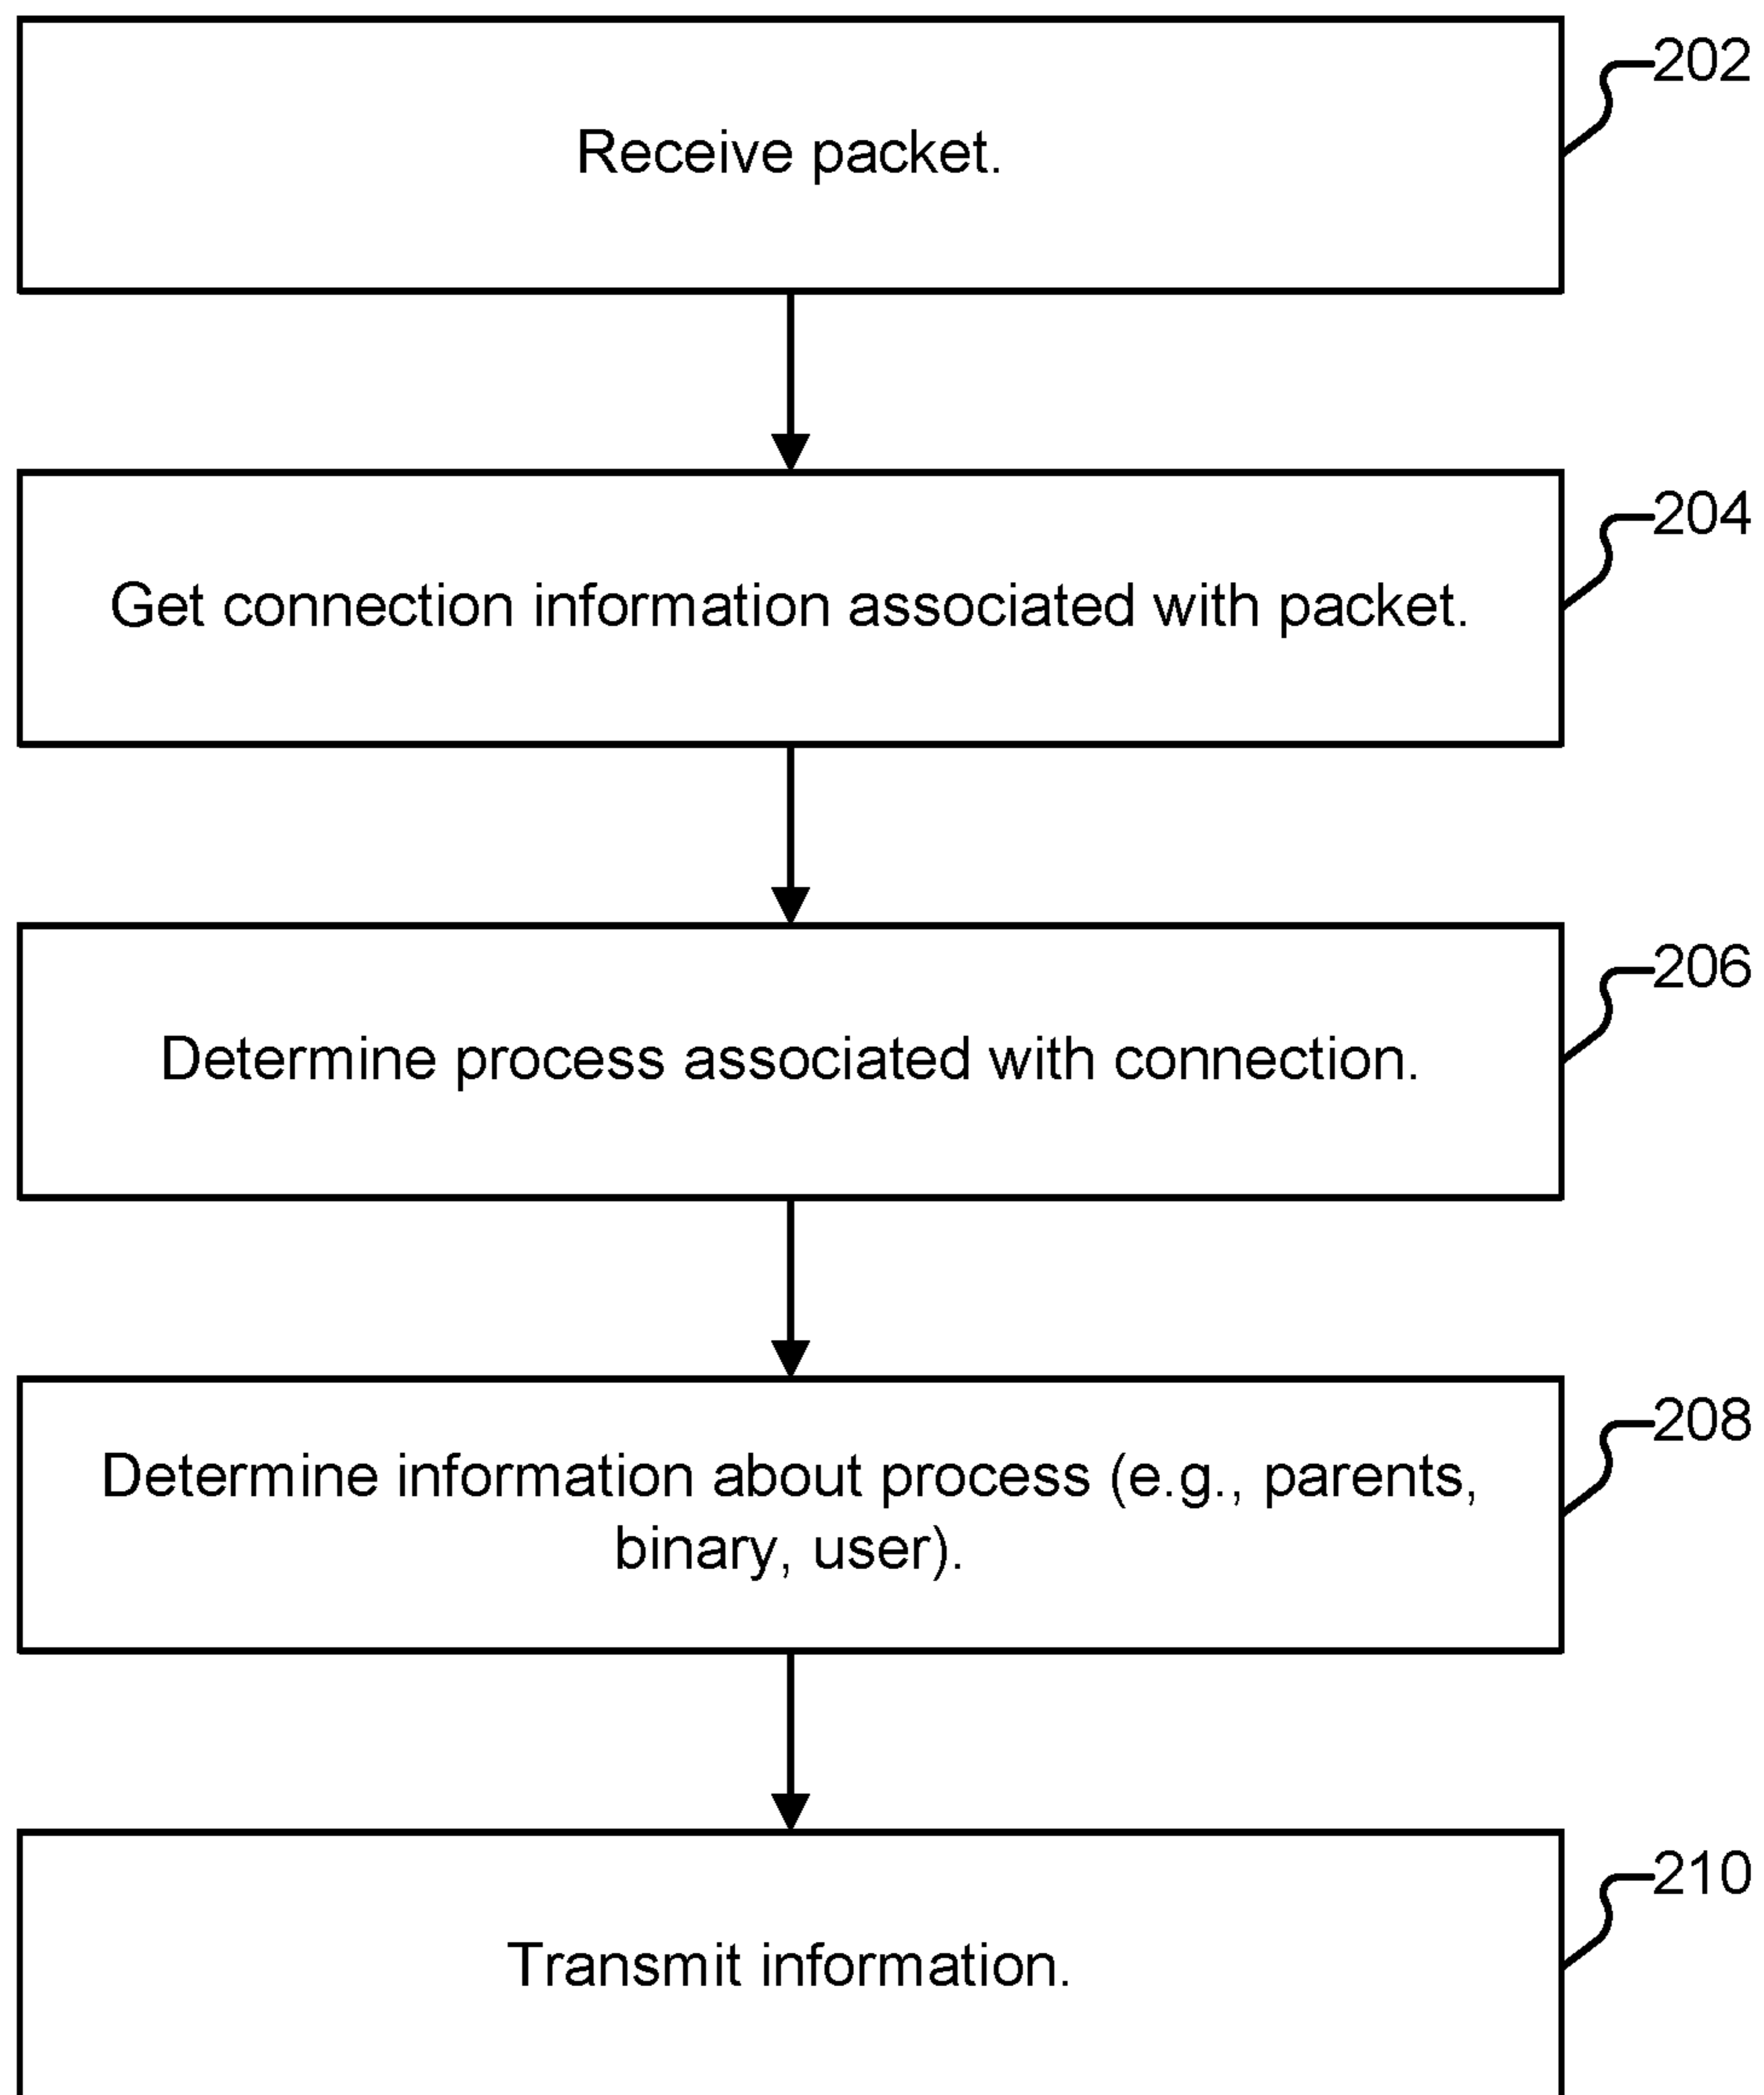 202
Receive packet.
204
Get connection information associated with packet.
206
Determine process associated with connection.
208
Determine information about process (e.g., parents,
binary, user).
210
Transmit information.